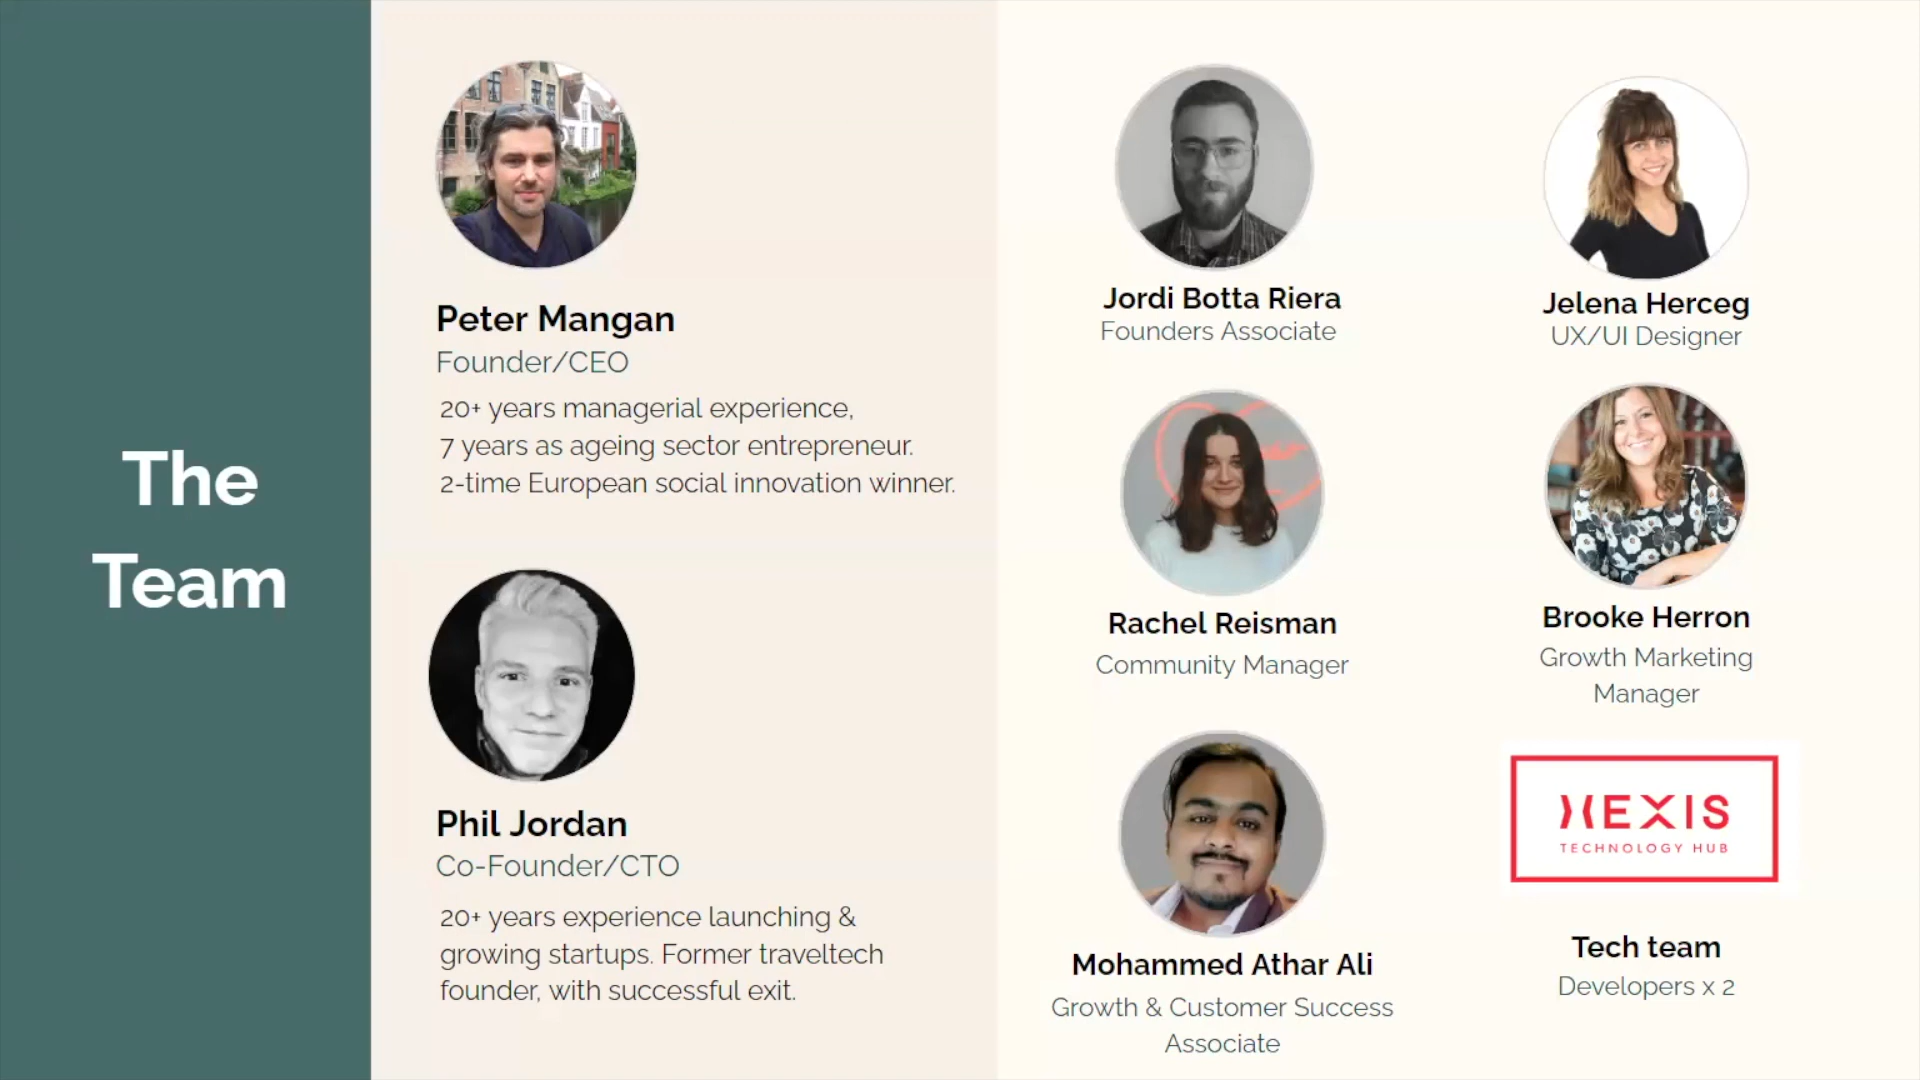 The
Team
Peter Mangan
Founder/CEO
20+ years managerial experience,
7 years as ageing sector entrepreneur.
2-time European social innovation winner.
Phil Jordan
Co-Founder/CTO
20+ years experience launching &
growing startups. Former traveltech
founder, with successful exit.
Jordi Botta Riera
Founders Associate
Jelena Herceg
UX/UI Designer
Rachel Reisman
Community Manager
Brooke Herron
Growth Marketing
Manager
Mohammed Athar Ali
Growth & Customer Success
Associate
HEXIS
TECHNOLOGY HUB
Tech team
Developers x 2